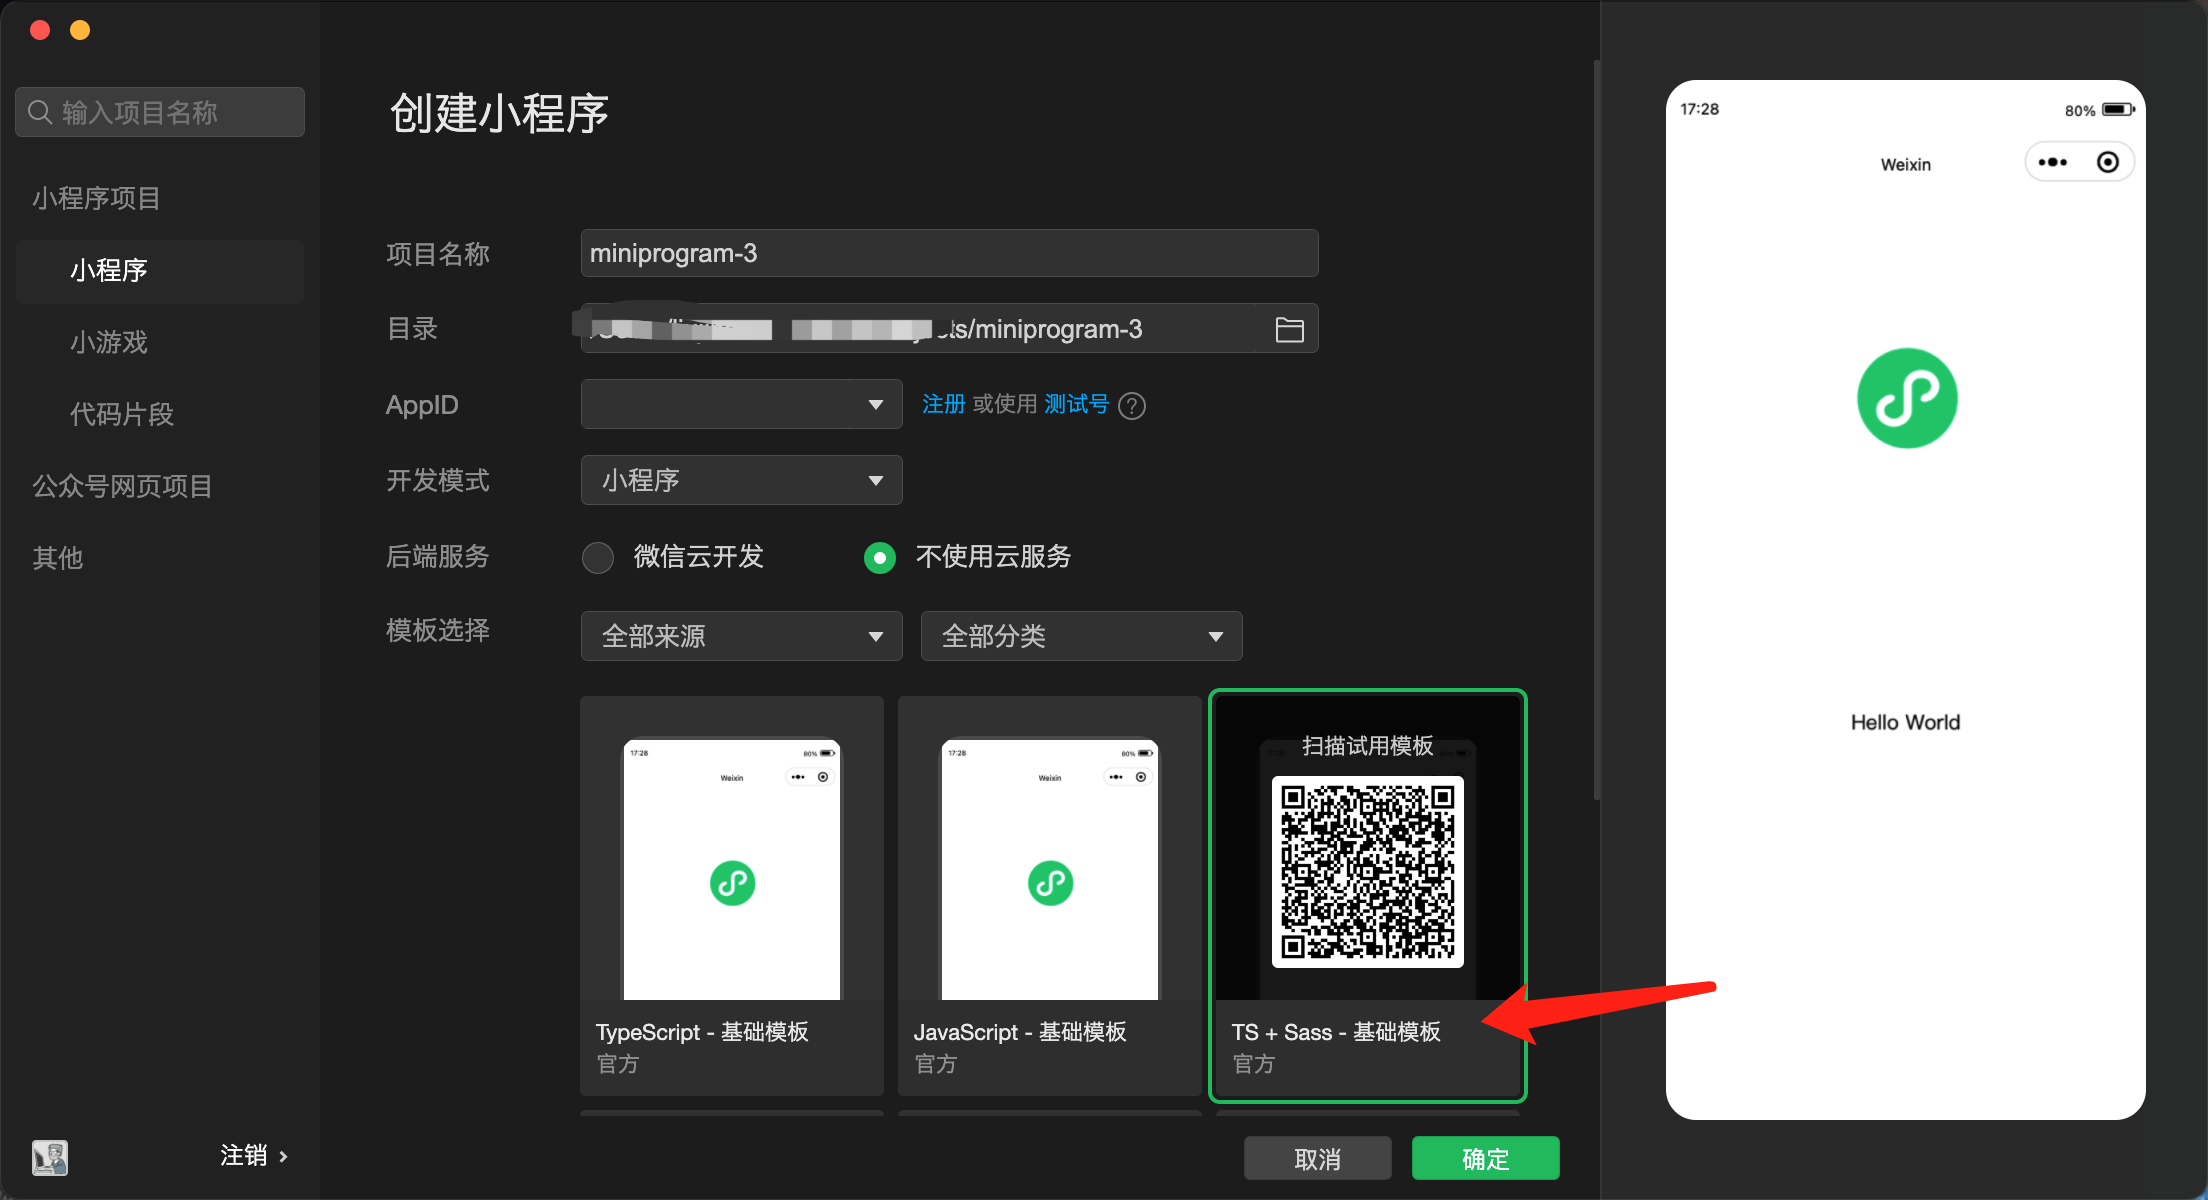 输入项目名称
小程序项目
小程序
小游戏
代码片段
公众号网页项目
其他
注销 ›
创建小程序
项目名称 miniprogram-3
目录 ts/miniprogram-3
AppID 注册 或使用 测试号 ?
开发模式 小程序
后端服务 微信云开发 不使用云服务
模板选择 全部来源 全部分类
17:28 80%
Weixin
TypeScript - 基础模板
官方
17:28 80%
Weixin
JavaScript - 基础模板
官方
扫描试用模板
TS + Sass - 基础模板
官方
取消 确定
17:28 80%
Weixin
Hello World